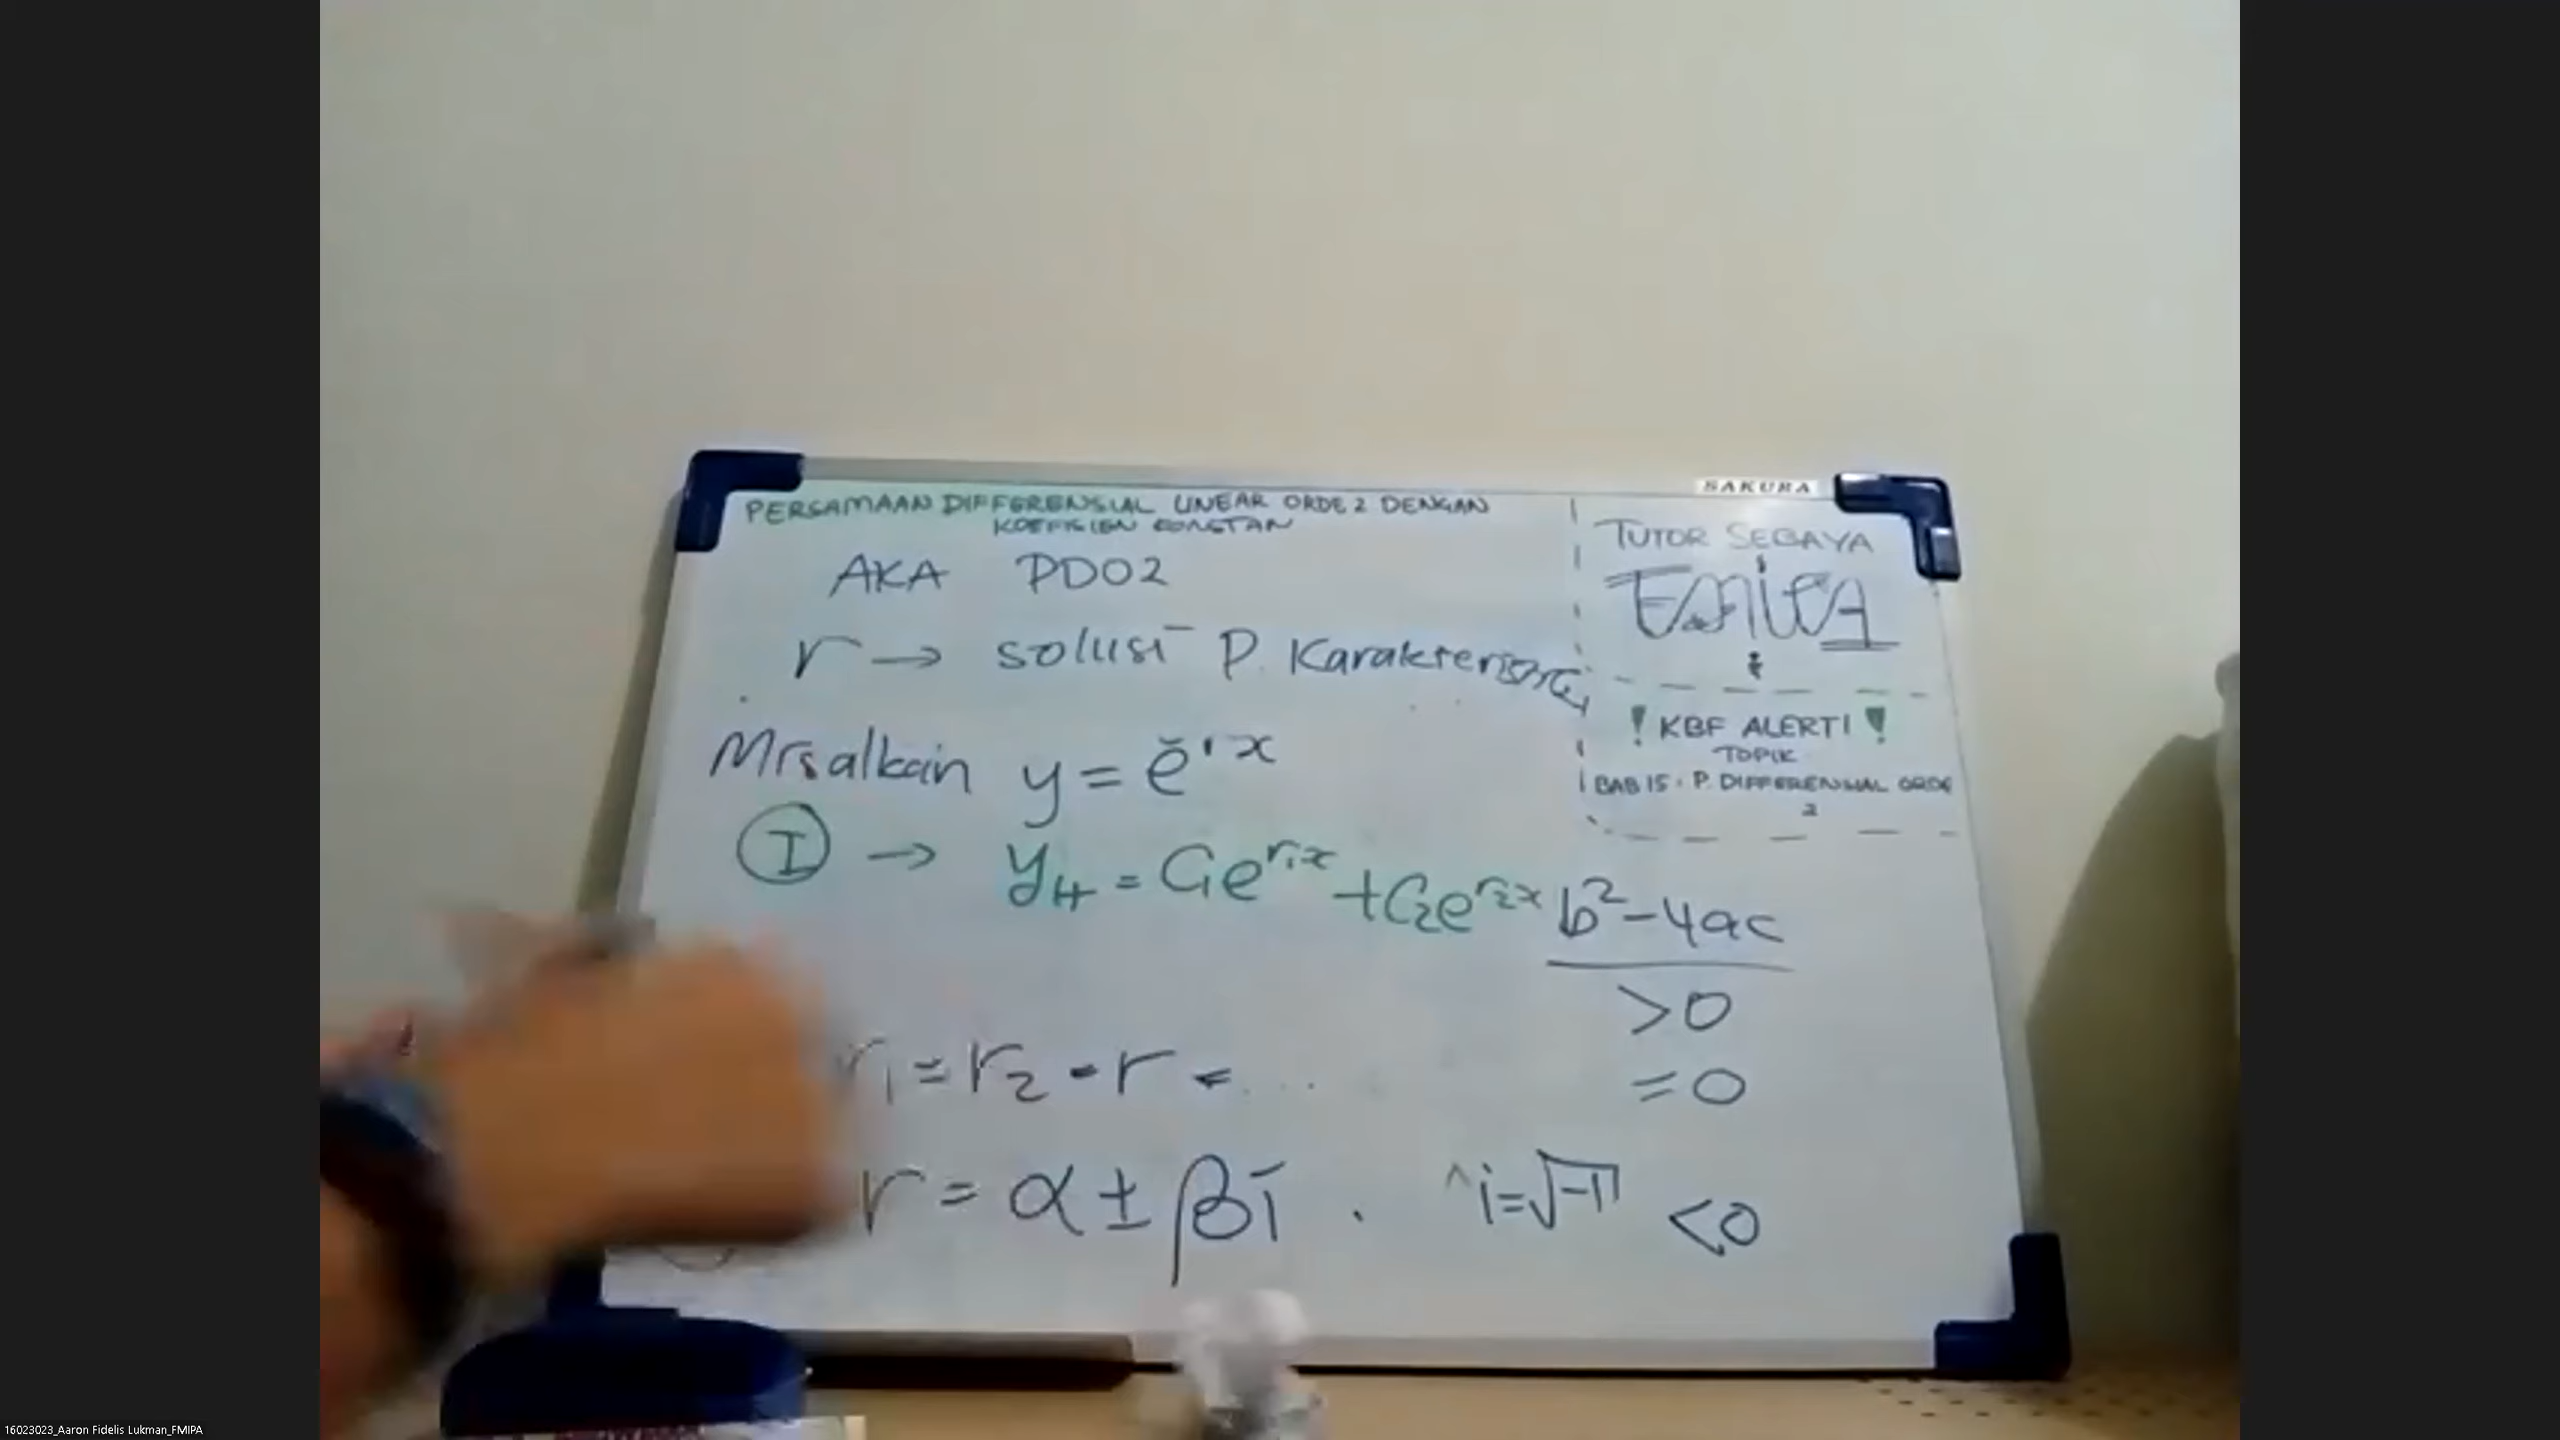 SAKURA
PERSAMAAN DIFFERENSIAL LINEAR ORDE 2 DENGAN
KOEFISIEN KONSTAN
AKA PDO2
r → solusi P. Karakteristik
Misalkan y = e^rx
I → yH = C1e^r1x + C2e^r2x
r1 = r2 = r = ...
r = α ± βi
i = √-1
b² - 4ac
> 0
= 0
< 0
TUTOR SEBAYA
FMIPA
! KBF ALERT! !
TOPIK
BAB 15 . P. DIFFERENSIAL ORDE
2
16023023_Aaron Fidelis Lukman_FMIPA